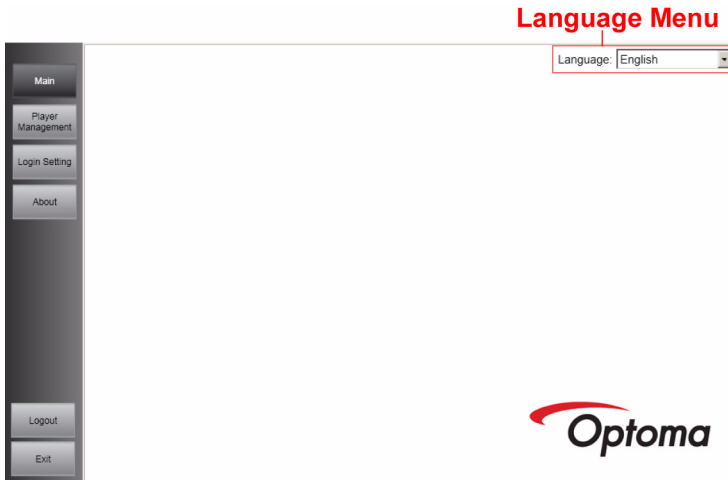 Language Menu
Language: English
Main
Player
Management
Login Setting
About
Logout
Exit
Optoma